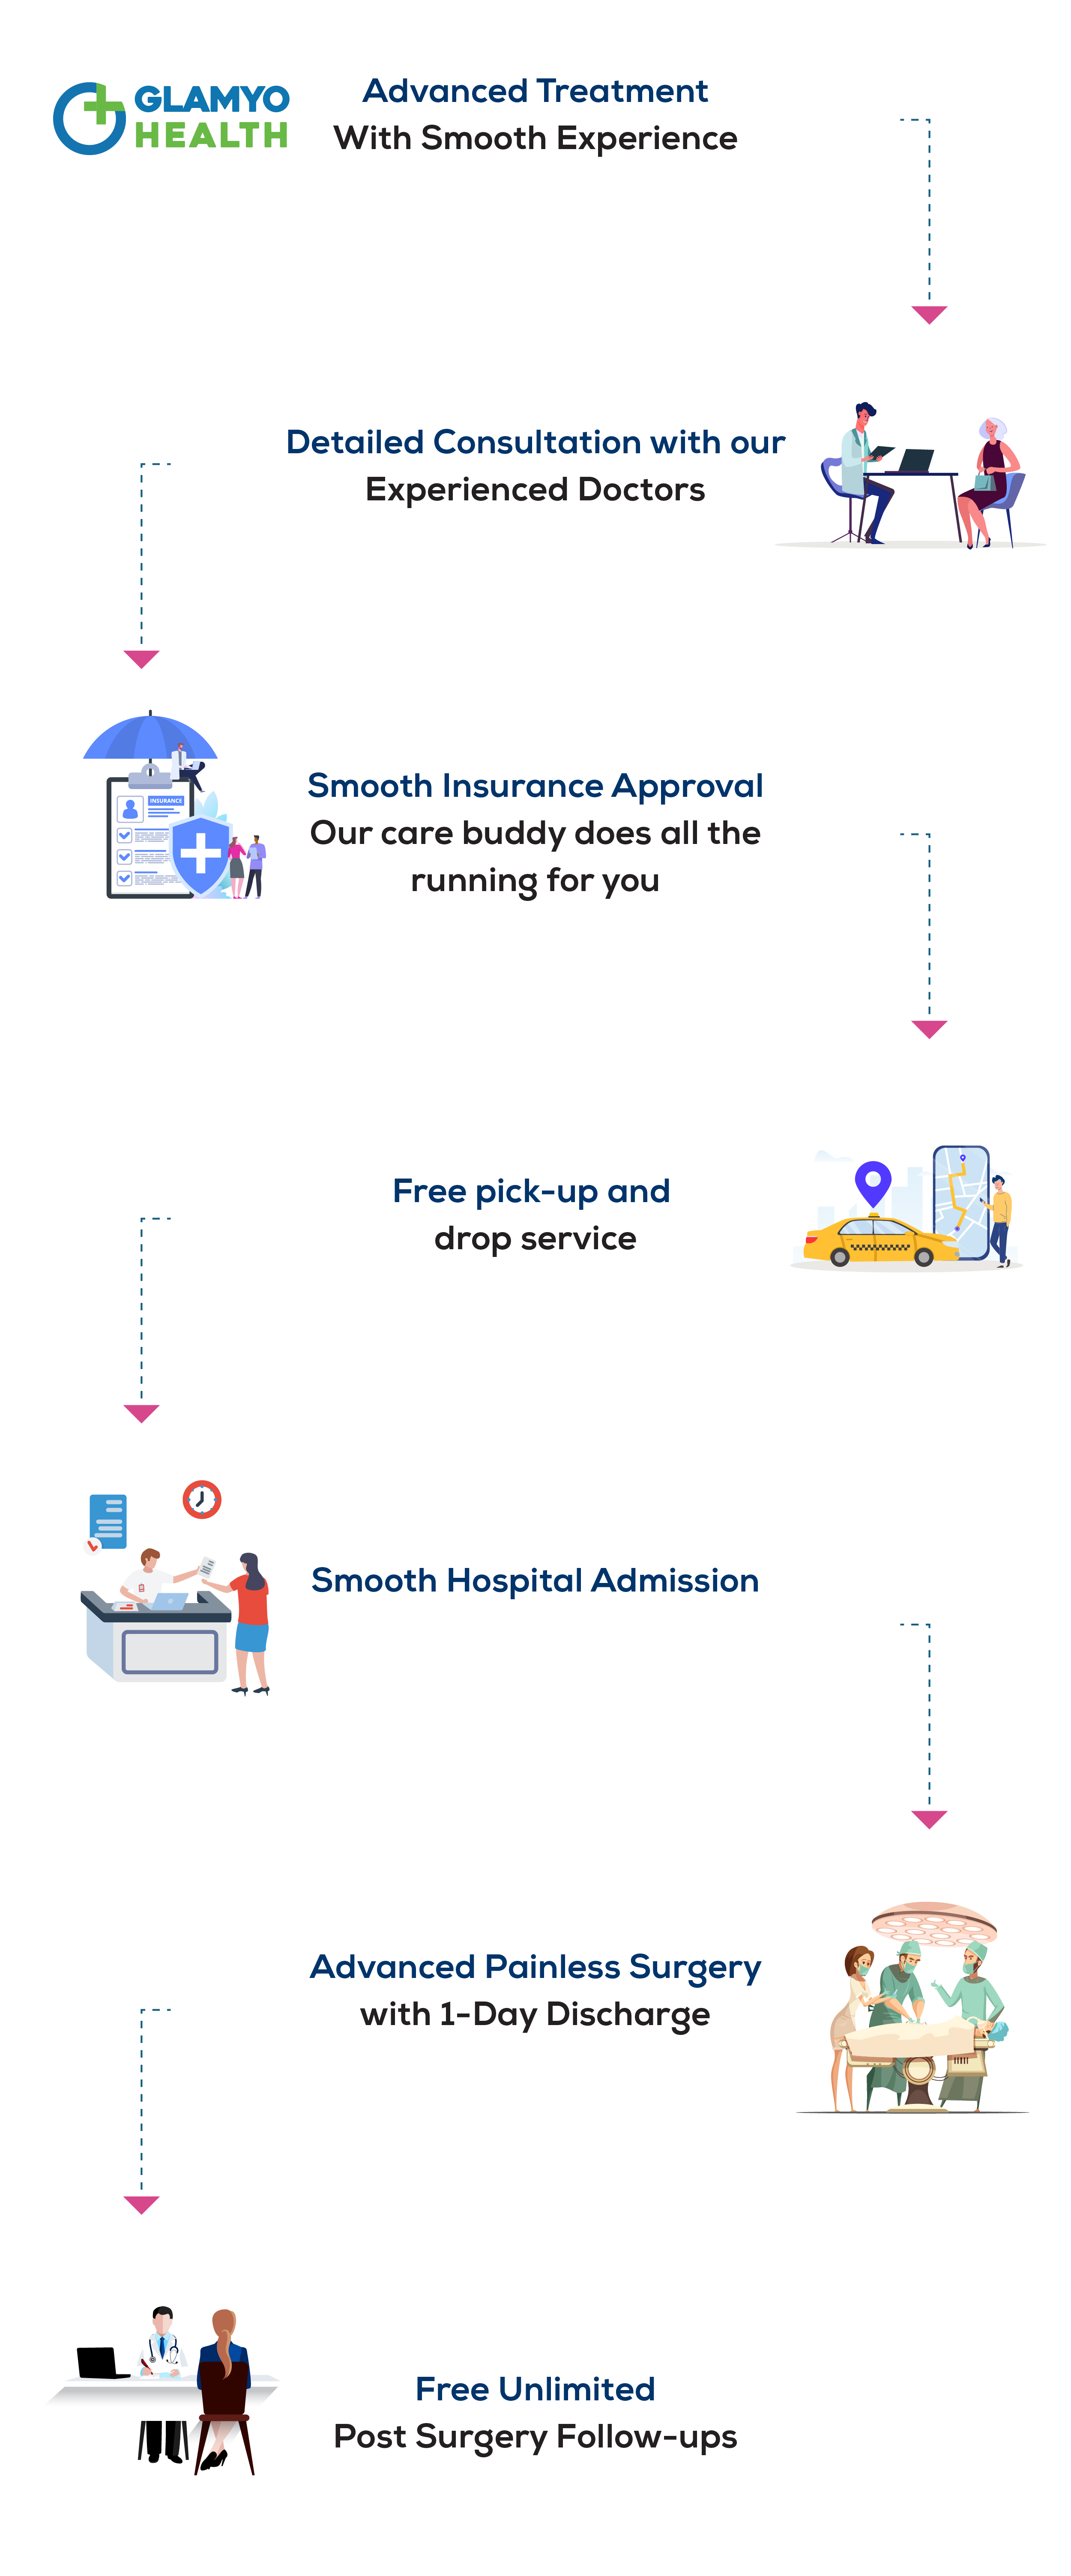 GLAMYO
HEALTH
Advanced Treatment
With Smooth Experience
Detailed Consultation with our
Experienced Doctors
INSURANCE
Smooth Insurance Approval
Our care buddy does all the
running for you
Free pick-up and
drop service
Smooth Hospital Admission
Advanced Painless Surgery
with 1-Day Discharge
Free Unlimited
Post Surgery Follow-ups